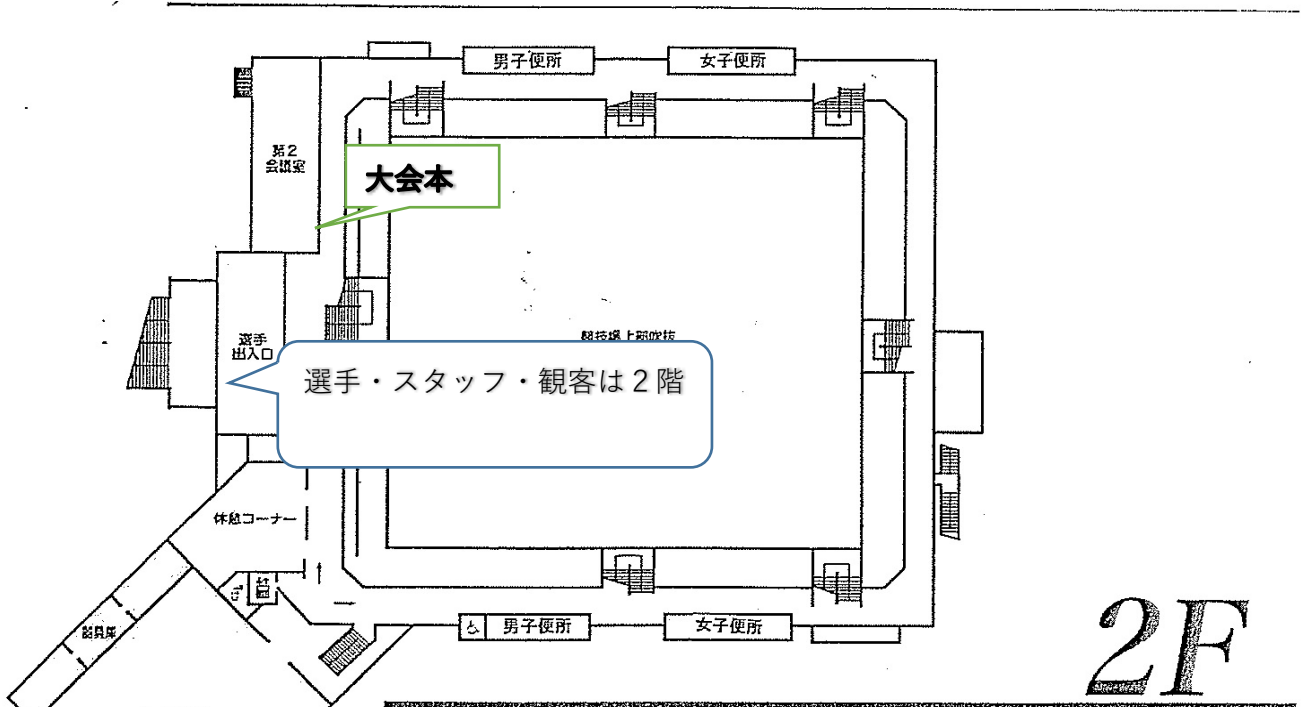 男子便所
女子便所
第2
会議室
大会本
選手
出入口
競技場上部吹抜
選手・スタッフ・観客は２階
休憩コーナー
器具庫
男子便所
女子便所
2F